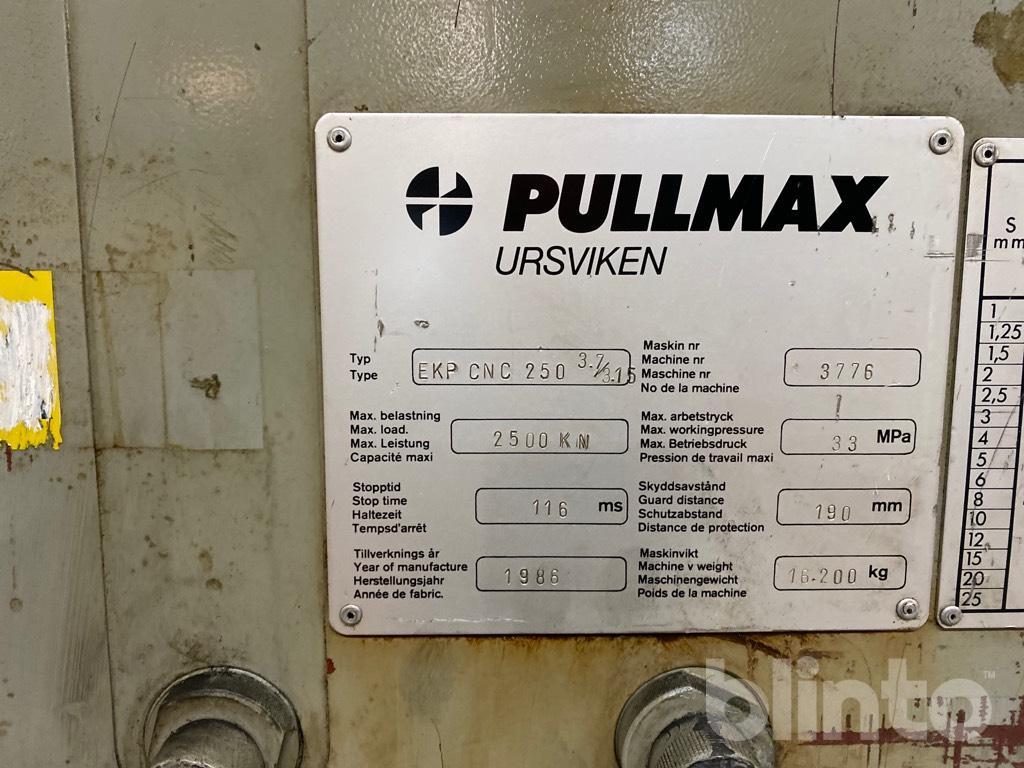 PULLMAX
URSVIKEN
Typ
Type
EKP CNC 250 3.7/3.15
Maskin nr
Machine nr
Maschine nr
No de la machine
3776
Max. belastning
Max. load.
Max. Leistung
Capacité maxi
2500 KN
Max. arbetstryck
Max. workingpressure
Max. Betriebsdruck
Pression de travail maxi
33 MPa
Stopptid
Stop time
Haltezeit
Tempsd'arrêt
116 ms
Skyddsavstånd
Guard distance
Schutzabstand
Distance de protection
190 mm
Tillverknings år
Year of manufacture
Herstellungsjahr
Année de fabric.
1986
Maskinvikt
Machine v weight
Maschinengewicht
Poids de la machine
16.200 kg
S
mm
1
1,25
1,5
2
2,5
3
4
5
6
8
10
12
15
20
25
blinto™